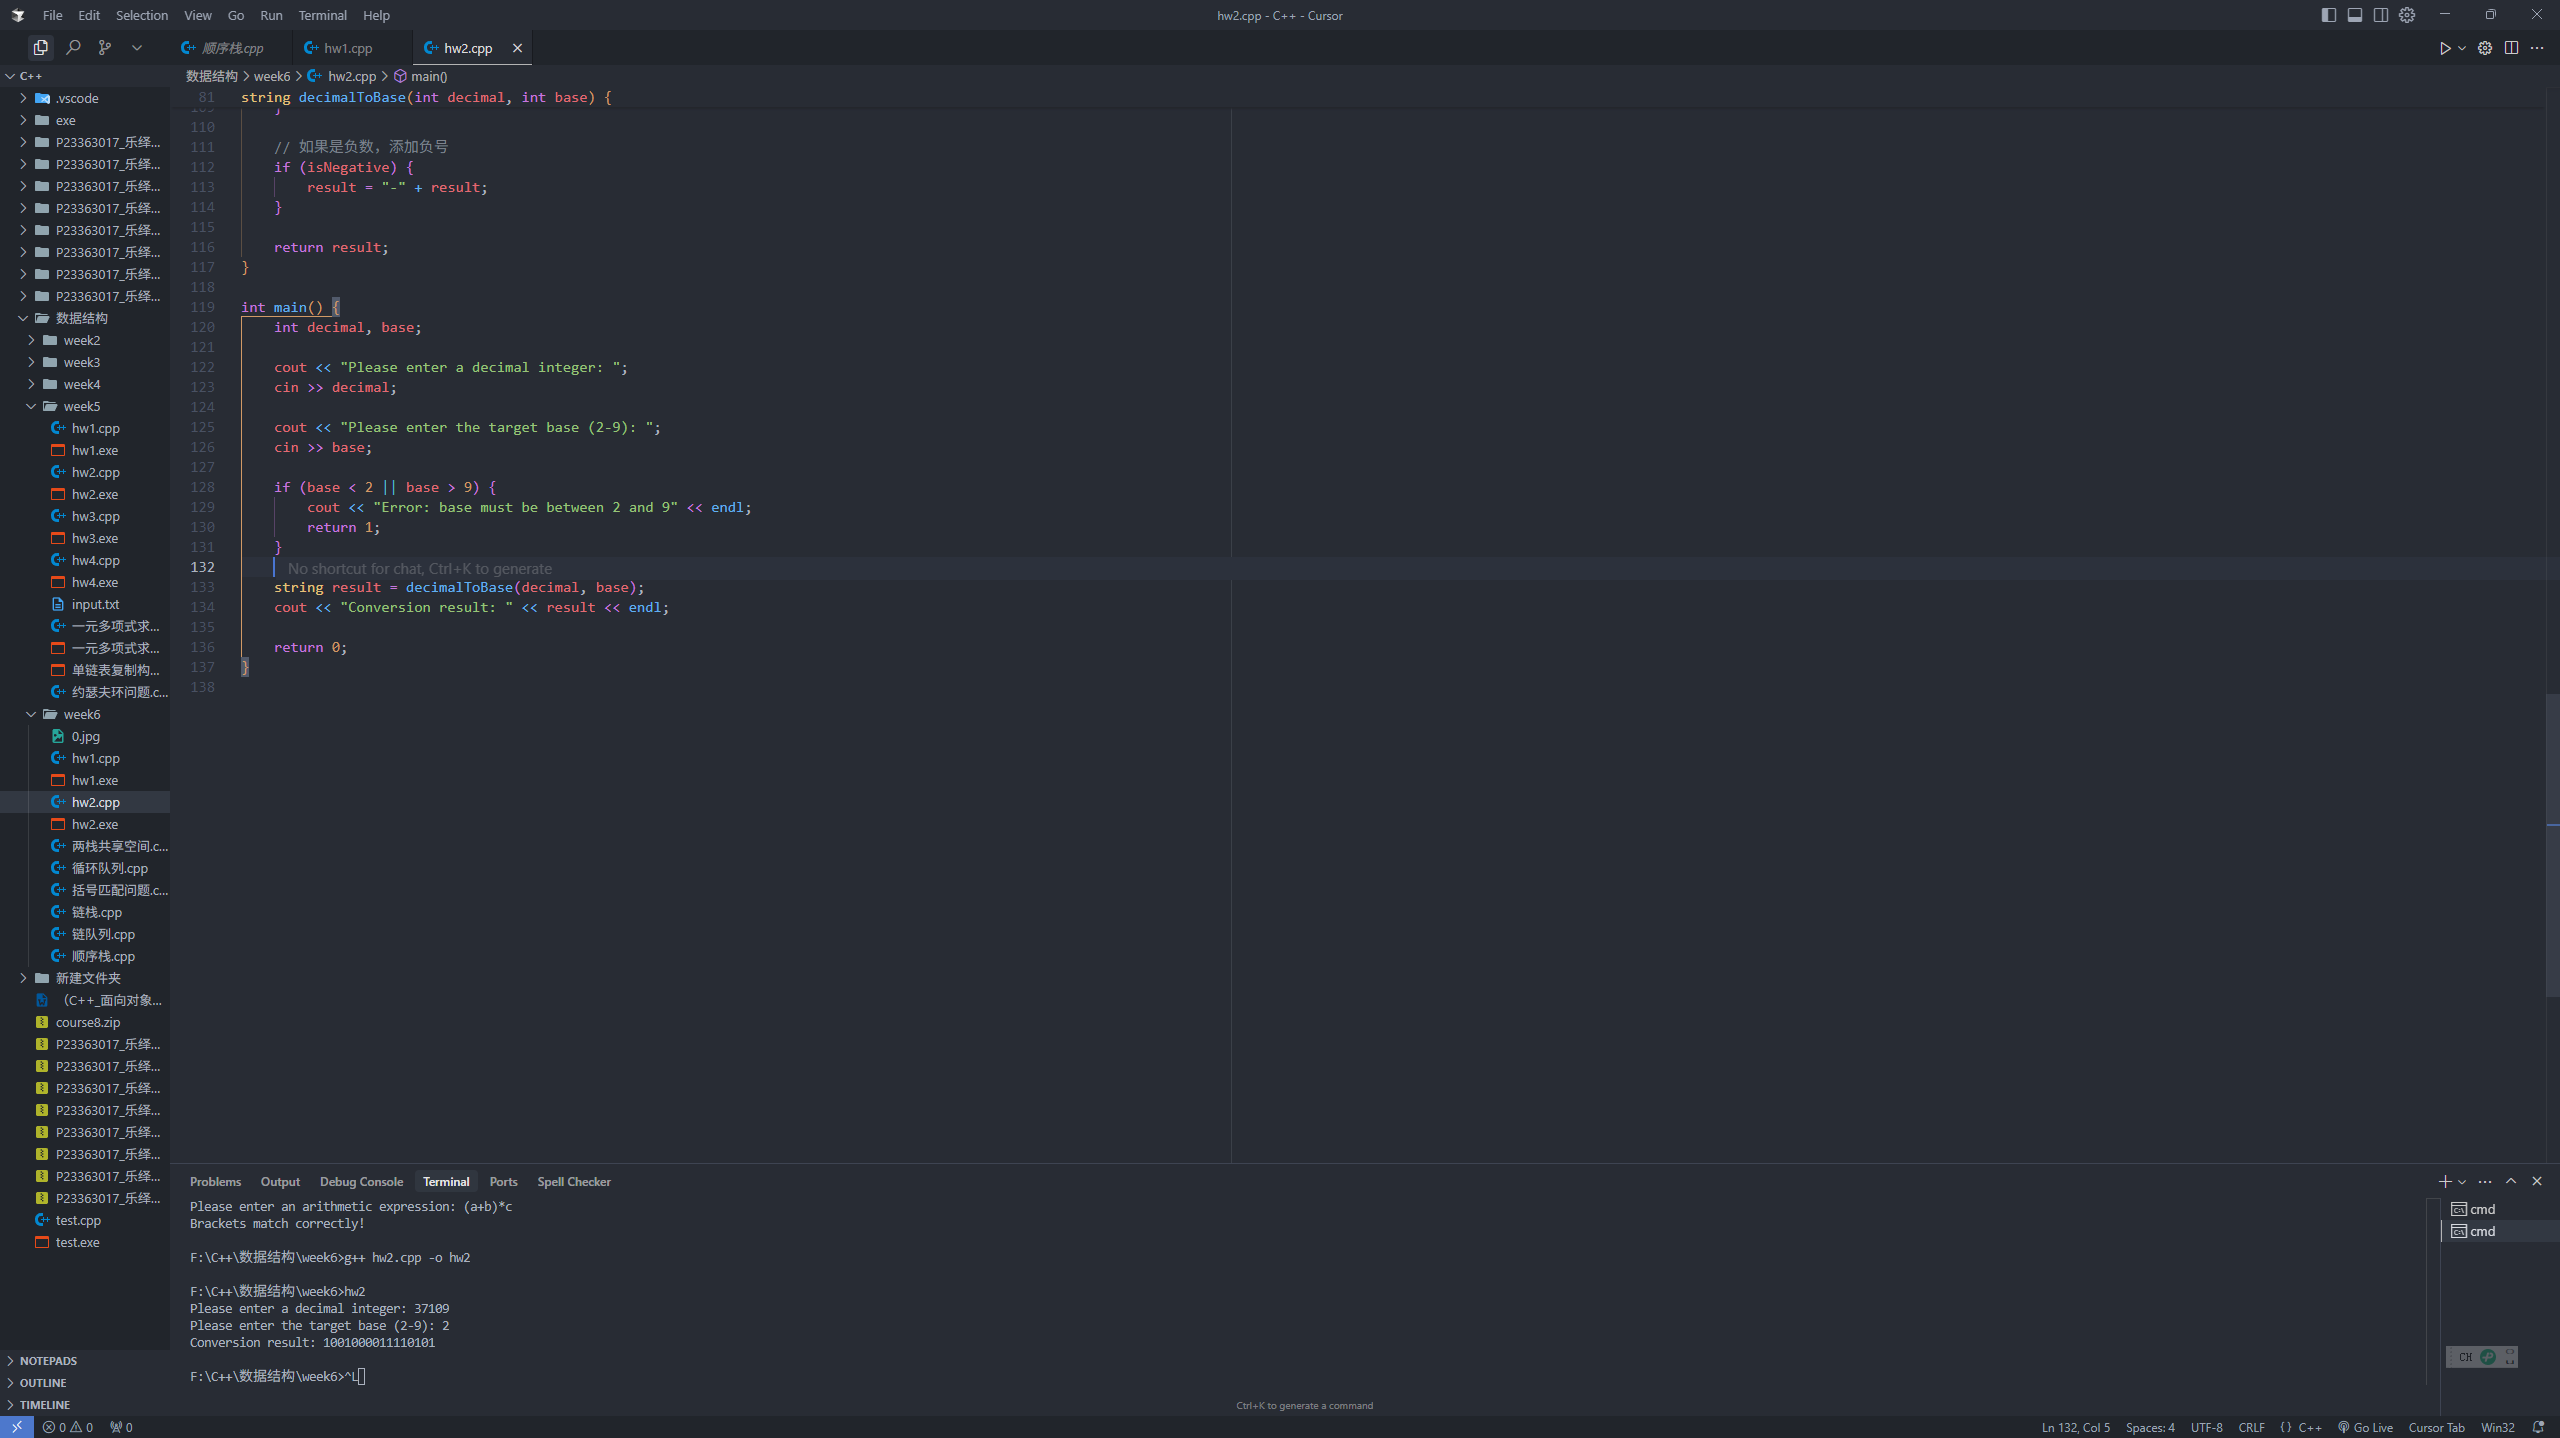 File Edit Selection View Go Run Terminal Help
hw2.cpp - C++ - Cursor
顺序栈.cpp
hw1.cpp
hw2.cpp
C++
.vscode
exe
P23363017_乐绎...
P23363017_乐绎...
P23363017_乐绎...
P23363017_乐绎...
P23363017_乐绎...
P23363017_乐绎...
P23363017_乐绎...
P23363017_乐绎...
数据结构
week2
week3
week4
week5
hw1.cpp
hw1.exe
hw2.cpp
hw2.exe
hw3.cpp
hw3.exe
hw4.cpp
hw4.exe
input.txt
一元多项式求...
一元多项式求...
单链表复制构...
约瑟夫环问题.c...
week6
0.jpg
hw1.cpp
hw1.exe
hw2.cpp
hw2.exe
两栈共享空间.c...
循环队列.cpp
括号匹配问题.c...
链栈.cpp
链队列.cpp
顺序栈.cpp
新建文件夹
（C++_面向对象...
course8.zip
P23363017_乐绎...
P23363017_乐绎...
P23363017_乐绎...
P23363017_乐绎...
P23363017_乐绎...
P23363017_乐绎...
P23363017_乐绎...
P23363017_乐绎...
test.cpp
test.exe
NOTEPADS
OUTLINE
TIMELINE
数据结构 > week6 > hw2.cpp > main()
81 string decimalToBase(int decimal, int base) {
109 }
110
111 // 如果是负数，添加负号
112 if (isNegative) {
113 result = "-" + result;
114 }
115
116 return result;
117 }
118
119 int main() {
120 int decimal, base;
121
122 cout << "Please enter a decimal integer: ";
123 cin >> decimal;
124
125 cout << "Please enter the target base (2-9): ";
126 cin >> base;
127
128 if (base < 2 || base > 9) {
129 cout << "Error: base must be between 2 and 9" << endl;
130 return 1;
131 }
132 No shortcut for chat, Ctrl+K to generate
133 string result = decimalToBase(decimal, base);
134 cout << "Conversion result: " << result << endl;
135
136 return 0;
137 }
138
Problems Output Debug Console Terminal Ports Spell Checker
Please enter an arithmetic expression: (a+b)*c
Brackets match correctly!
F:\C++\数据结构\week6>g++ hw2.cpp -o hw2
F:\C++\数据结构\week6>hw2
Please enter a decimal integer: 37109
Please enter the target base (2-9): 2
Conversion result: 1001000011110101
F:\C++\数据结构\week6>^L
cmd
cmd
CH
Ctrl+K to generate a command
0 0 0
Ln 132, Col 5 Spaces: 4 UTF-8 CRLF {} C++ Go Live Cursor Tab Win32